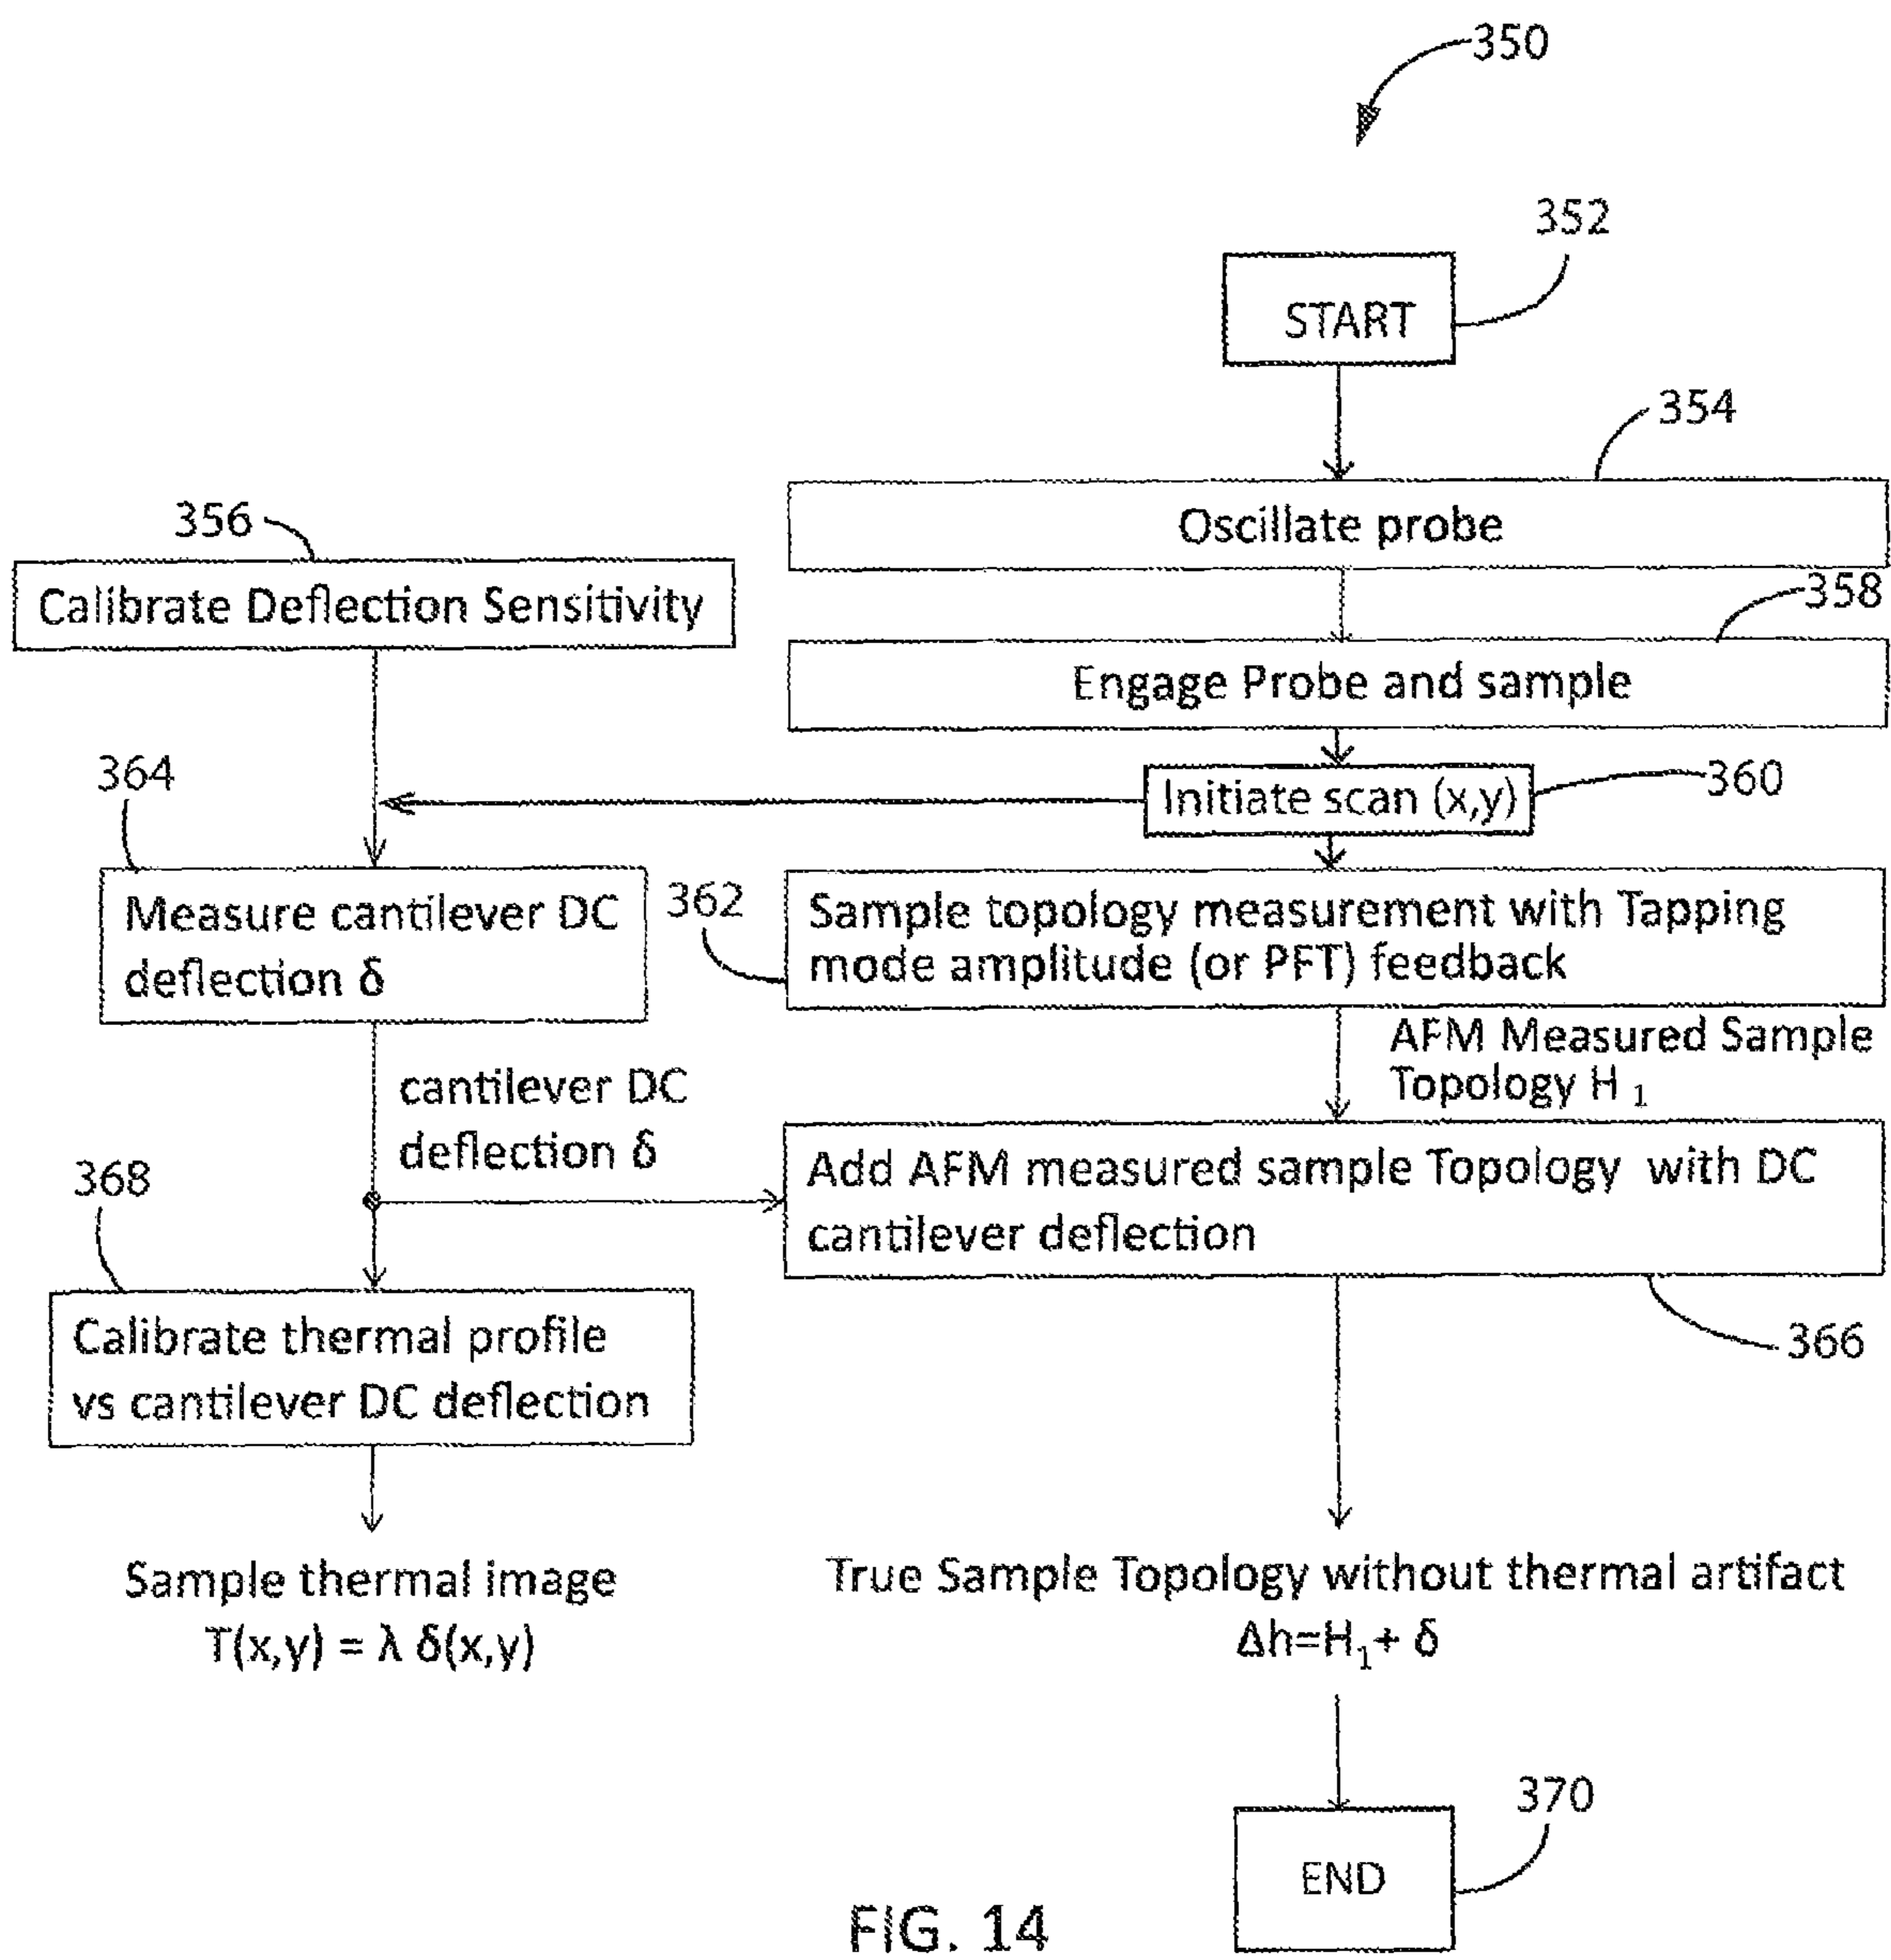 350
352
START
354
Oscillate probe
356
Calibrate Deflection Sensitivity
358
Engage Probe and sample
364
Initiate scan (x,y)
360
Measure cantilever DC
deflection δ
362
Sample topology measurement with Tapping
mode amplitude (or PFT) feedback
AFM Measured Sample
Topology H 1
cantilever DC
deflection δ
Add AFM measured sample Topology with DC
cantilever deflection
366
368
Calibrate thermal profile
vs cantilever DC deflection
Sample thermal image
T(x,y) = λ δ(x,y)
True Sample Topology without thermal artifact
Δh=H1+ δ
370
END
FIG. 14